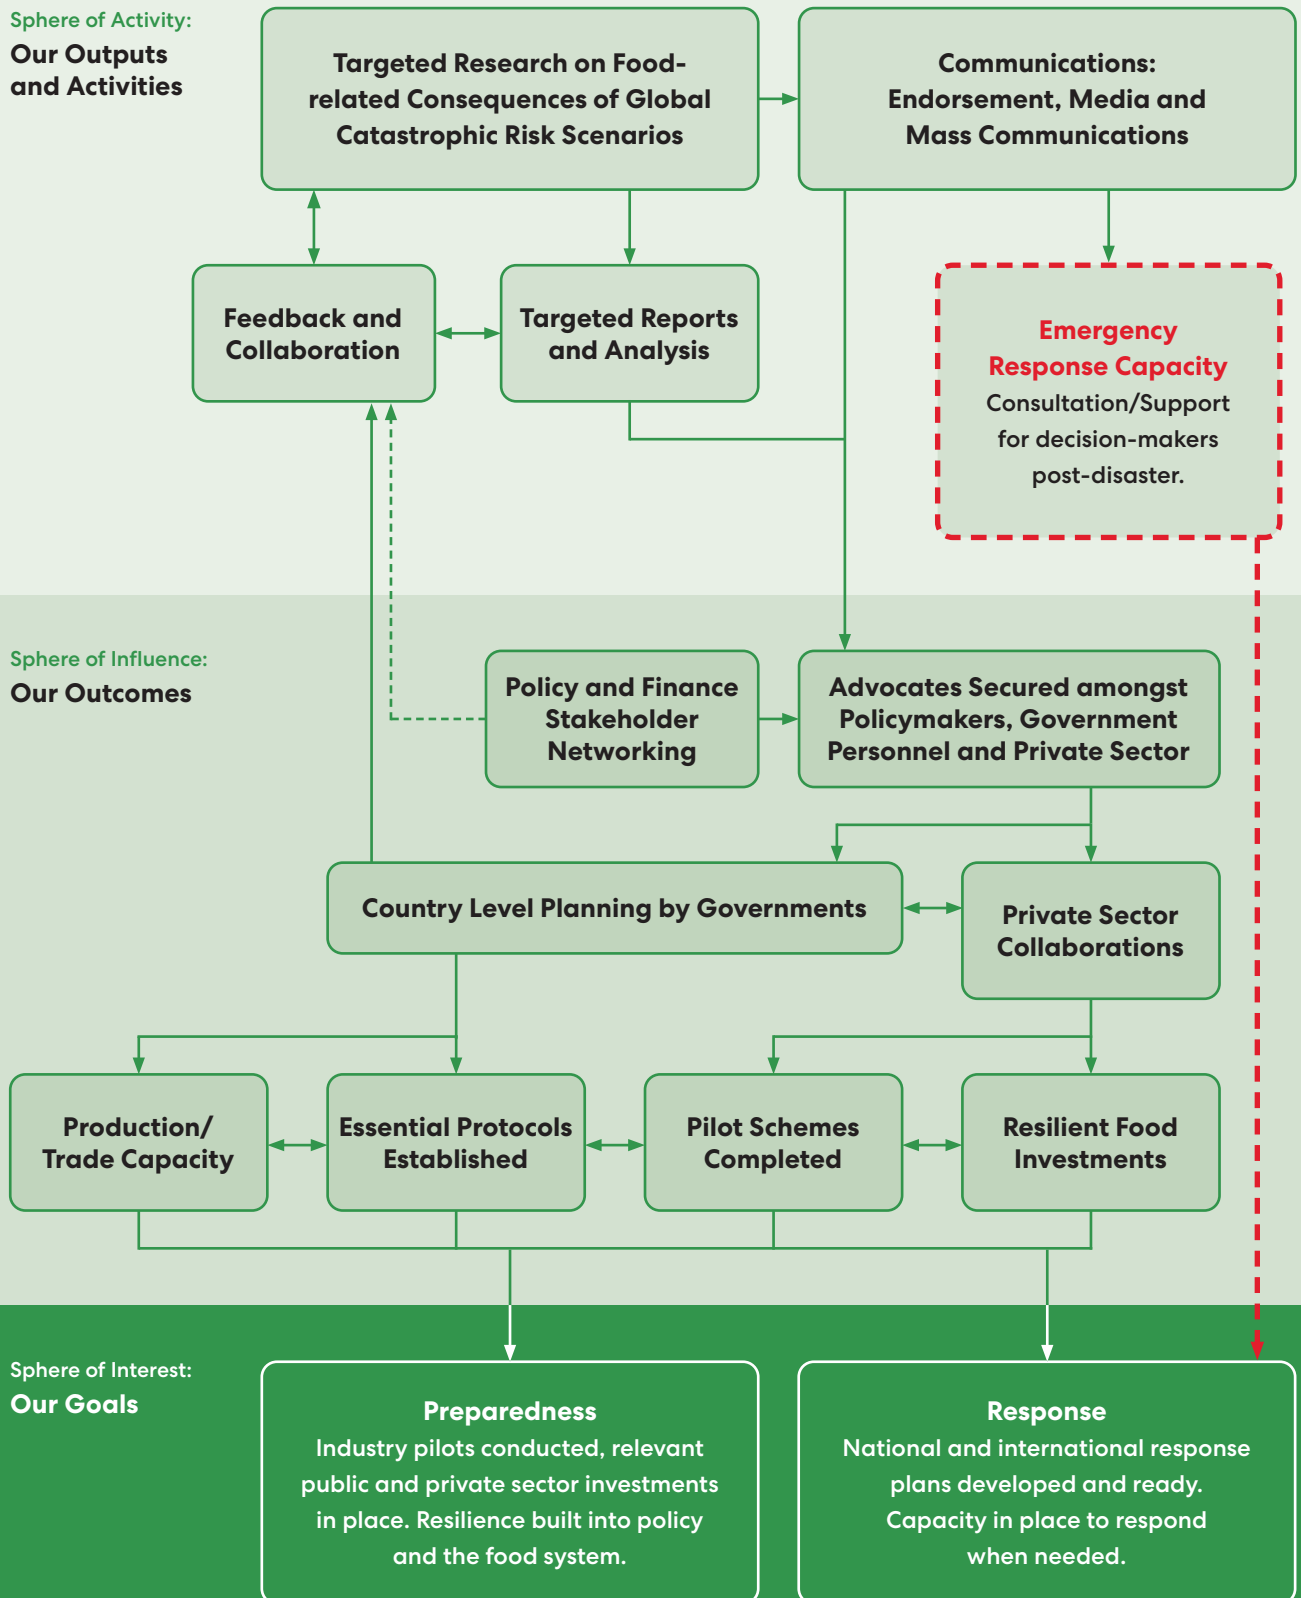 Sphere of Activity:
Our Outputs
and Activities
Targeted Research on Food-
related Consequences of Global
Catastrophic Risk Scenarios
Communications:
Endorsement, Media and
Mass Communications
Feedback and
Collaboration
Targeted Reports
and Analysis
Emergency
Response Capacity
Consultation/Support
for decision-makers
post-disaster.
Sphere of Influence:
Our Outcomes
Policy and Finance
Stakeholder
Networking
Advocates Secured amongst
Policymakers, Government
Personnel and Private Sector
Country Level Planning by Governments
Private Sector
Collaborations
Production/
Trade Capacity
Essential Protocols
Established
Pilot Schemes
Completed
Resilient Food
Investments
Sphere of Interest:
Our Goals
Preparedness
Industry pilots conducted, relevant
public and private sector investments
in place. Resilience built into policy
and the food system.
Response
National and international response
plans developed and ready.
Capacity in place to respond
when needed.